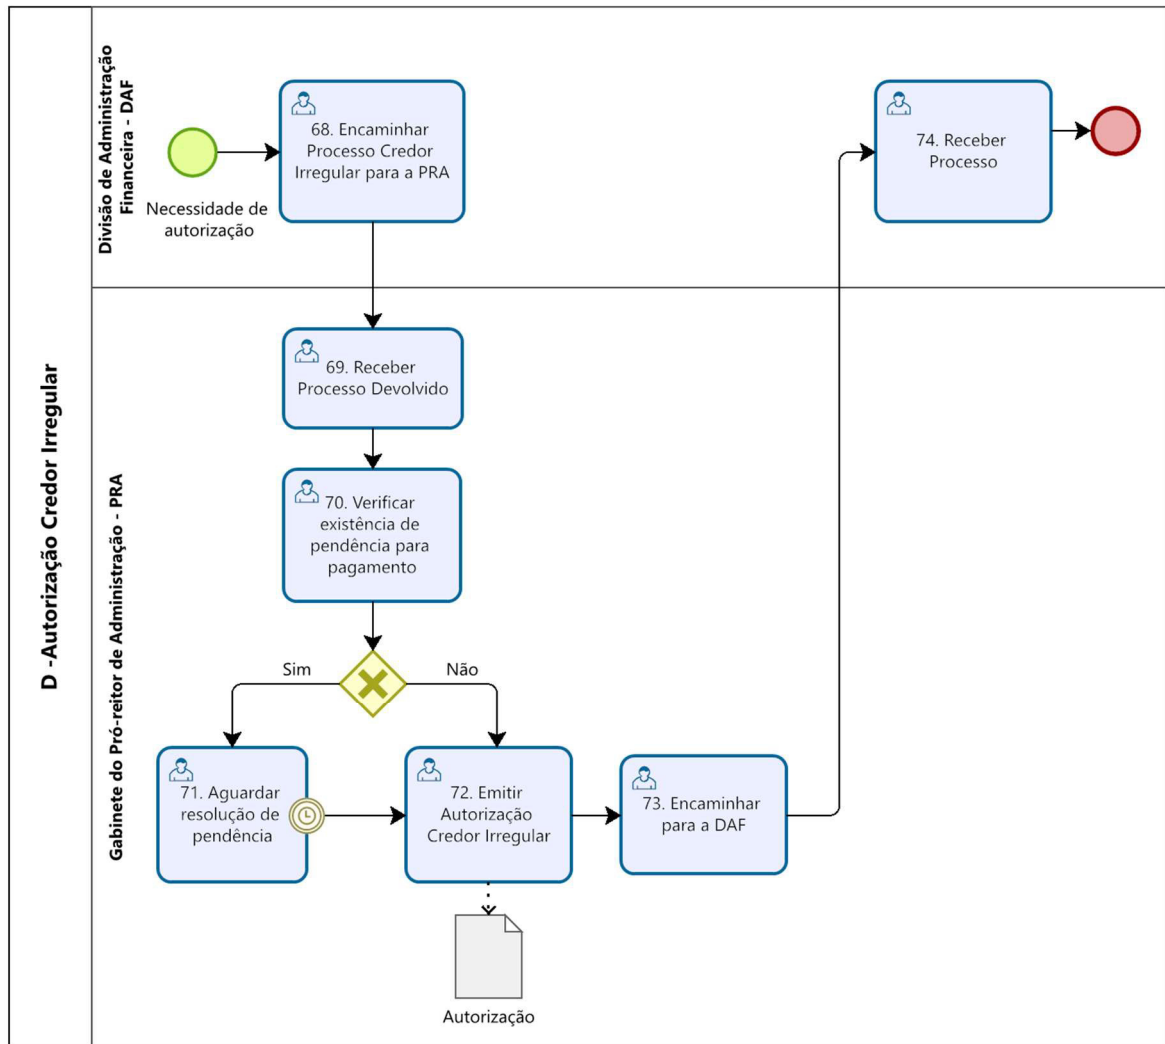 D -Autorização Credor Irregular
Divisão de Administração
Financeira - DAF
Necessidade de
autorização
68. Encaminhar
Processo Credor
Irregular para a PRA
74. Receber
Processo
Gabinete do Pró-reitor de Administração - PRA
69. Receber
Processo Devolvido
70. Verificar
existência de
pendência para
pagamento
Sim
Não
71. Aguardar
resolução de
pendência
72. Emitir
Autorização
Credor Irregular
73. Encaminhar
para a DAF
Autorização